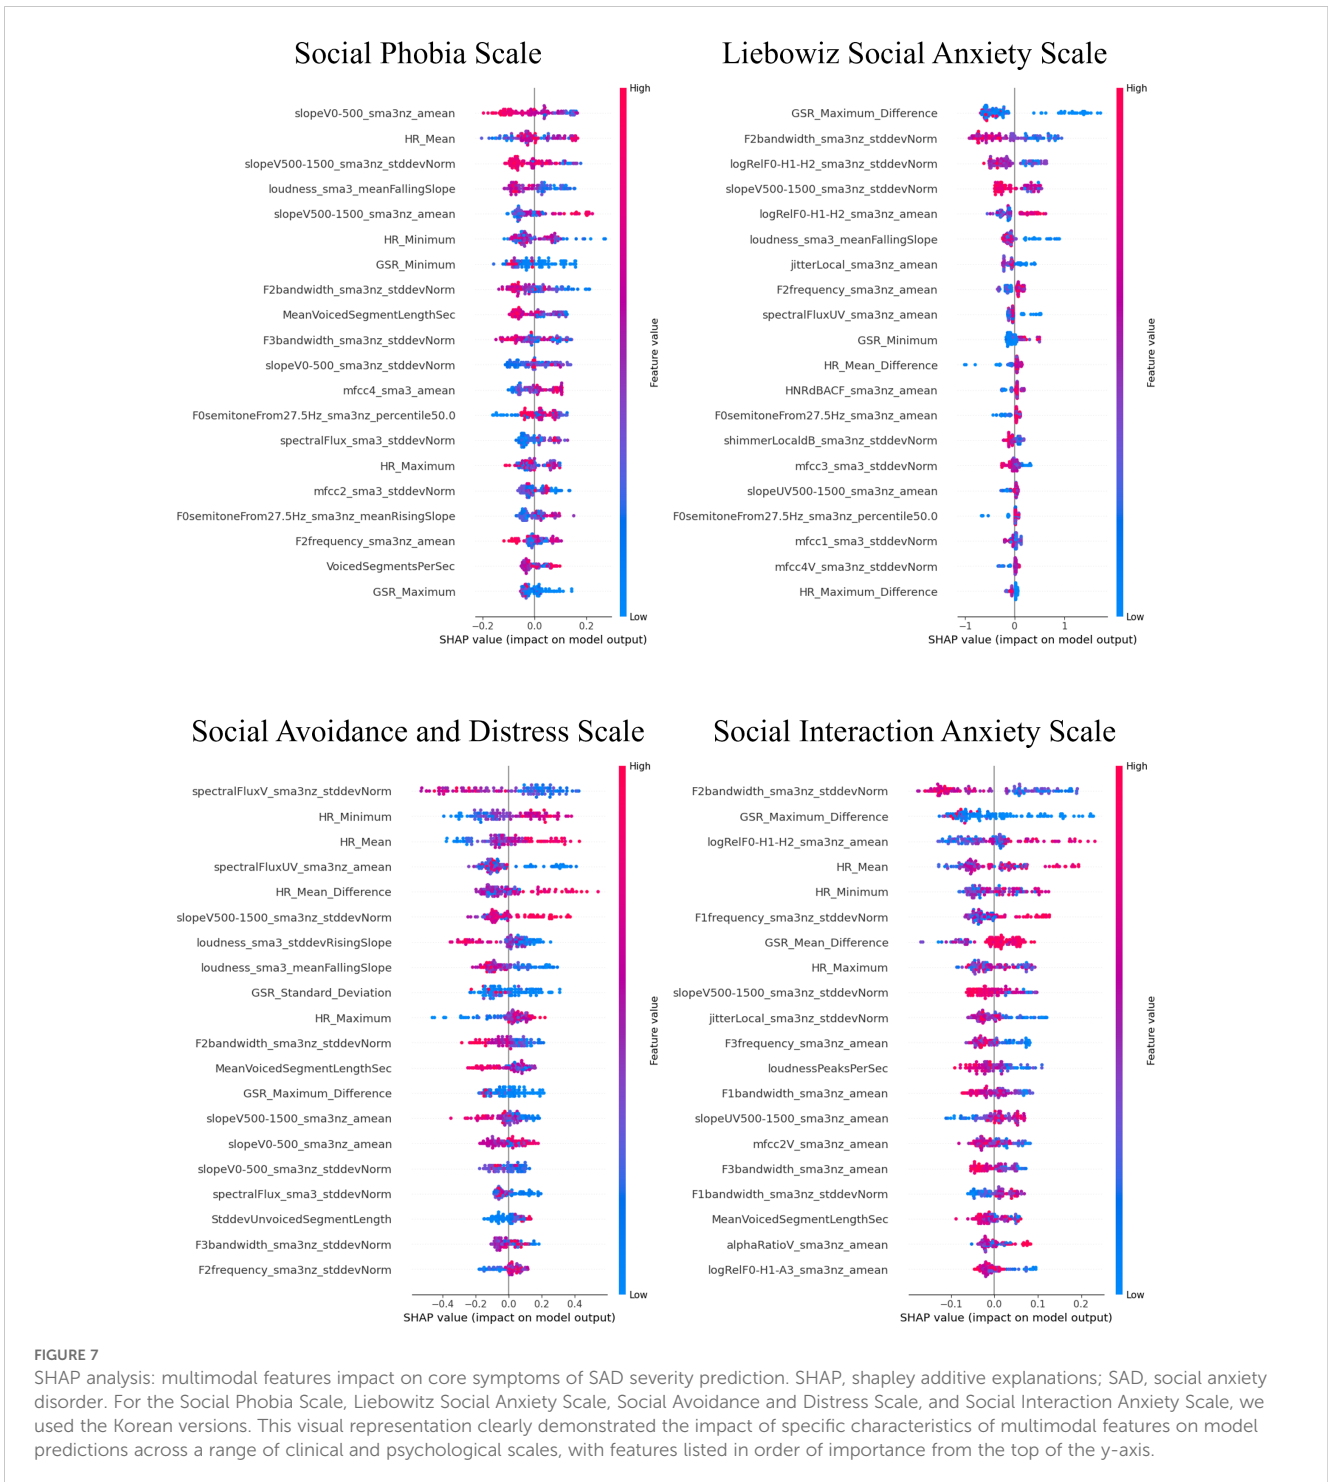 Social Phobia Scale
High
slopeV0-500_sma3nz_amean
HR_Mean
slopeV500-1500_sma3nz_stddevNorm
loudness_sma3_meanFallingSlope
slopeV500-1500_sma3nz_amean
HR_Minimum
GSR_Minimum
F2bandwidth_sma3nz_stddevNorm
MeanVoicedSegmentLengthSec
F3bandwidth_sma3nz_stddevNorm
slopeV0-500_sma3nz_stddevNorm
mfcc4_sma3_amean
F0semitoneFrom27.5Hz_sma3nz_percentile50.0
spectralFlux_sma3_stddevNorm
HR_Maximum
mfcc2_sma3_stddevNorm
F0semitoneFrom27.5Hz_sma3nz_meanRisingSlope
F2frequency_sma3nz_amean
VoicedSegmentsPerSec
GSR_Maximum
Feature value
Low
−0.2 0.0 0.2
SHAP value (impact on model output)
Liebowiz Social Anxiety Scale
High
GSR_Maximum_Difference
F2bandwidth_sma3nz_stddevNorm
logRelF0-H1-H2_sma3nz_stddevNorm
slopeV500-1500_sma3nz_stddevNorm
logRelF0-H1-H2_sma3nz_amean
loudness_sma3_meanFallingSlope
jitterLocal_sma3nz_amean
F2frequency_sma3nz_amean
spectralFluxUV_sma3nz_amean
GSR_Minimum
HR_Mean_Difference
HNRdBACF_sma3nz_amean
F0semitoneFrom27.5Hz_sma3nz_amean
shimmerLocaldB_sma3nz_stddevNorm
mfcc3_sma3_stddevNorm
slopeUV500-1500_sma3nz_amean
F0semitoneFrom27.5Hz_sma3nz_percentile50.0
mfcc1_sma3_stddevNorm
mfcc4V_sma3nz_stddevNorm
HR_Maximum_Difference
Feature value
Low
−1 0 1
SHAP value (impact on model output)
Social Avoidance and Distress Scale
High
spectralFluxV_sma3nz_stddevNorm
HR_Minimum
HR_Mean
spectralFluxUV_sma3nz_amean
HR_Mean_Difference
slopeV500-1500_sma3nz_stddevNorm
loudness_sma3_stddevRisingSlope
loudness_sma3_meanFallingSlope
GSR_Standard_Deviation
HR_Maximum
F2bandwidth_sma3nz_stddevNorm
MeanVoicedSegmentLengthSec
GSR_Maximum_Difference
slopeV500-1500_sma3nz_amean
slopeV0-500_sma3nz_amean
slopeV0-500_sma3nz_stddevNorm
spectralFlux_sma3_stddevNorm
StddevUnvoicedSegmentLength
F3bandwidth_sma3nz_stddevNorm
F2frequency_sma3nz_stddevNorm
Feature value
Low
−0.4 −0.2 0.0 0.2 0.4
SHAP value (impact on model output)
Social Interaction Anxiety Scale
High
F2bandwidth_sma3nz_stddevNorm
GSR_Maximum_Difference
logRelF0-H1-H2_sma3nz_amean
HR_Mean
HR_Minimum
F1frequency_sma3nz_stddevNorm
GSR_Mean_Difference
HR_Maximum
slopeV500-1500_sma3nz_stddevNorm
jitterLocal_sma3nz_stddevNorm
F3frequency_sma3nz_amean
loudnessPeaksPerSec
F1bandwidth_sma3nz_amean
slopeUV500-1500_sma3nz_amean
mfcc2V_sma3nz_amean
F3bandwidth_sma3nz_amean
F1bandwidth_sma3nz_stddevNorm
MeanVoicedSegmentLengthSec
alphaRatioV_sma3nz_amean
logRelF0-H1-A3_sma3nz_amean
Feature value
Low
−0.1 0.0 0.1 0.2
SHAP value (impact on model output)
FIGURE 7
SHAP analysis: multimodal features impact on core symptoms of SAD severity prediction. SHAP, shapley additive explanations; SAD, social anxiety
disorder. For the Social Phobia Scale, Liebowitz Social Anxiety Scale, Social Avoidance and Distress Scale, and Social Interaction Anxiety Scale, we
used the Korean versions. This visual representation clearly demonstrated the impact of specific characteristics of multimodal features on model
predictions across a range of clinical and psychological scales, with features listed in order of importance from the top of the y-axis.